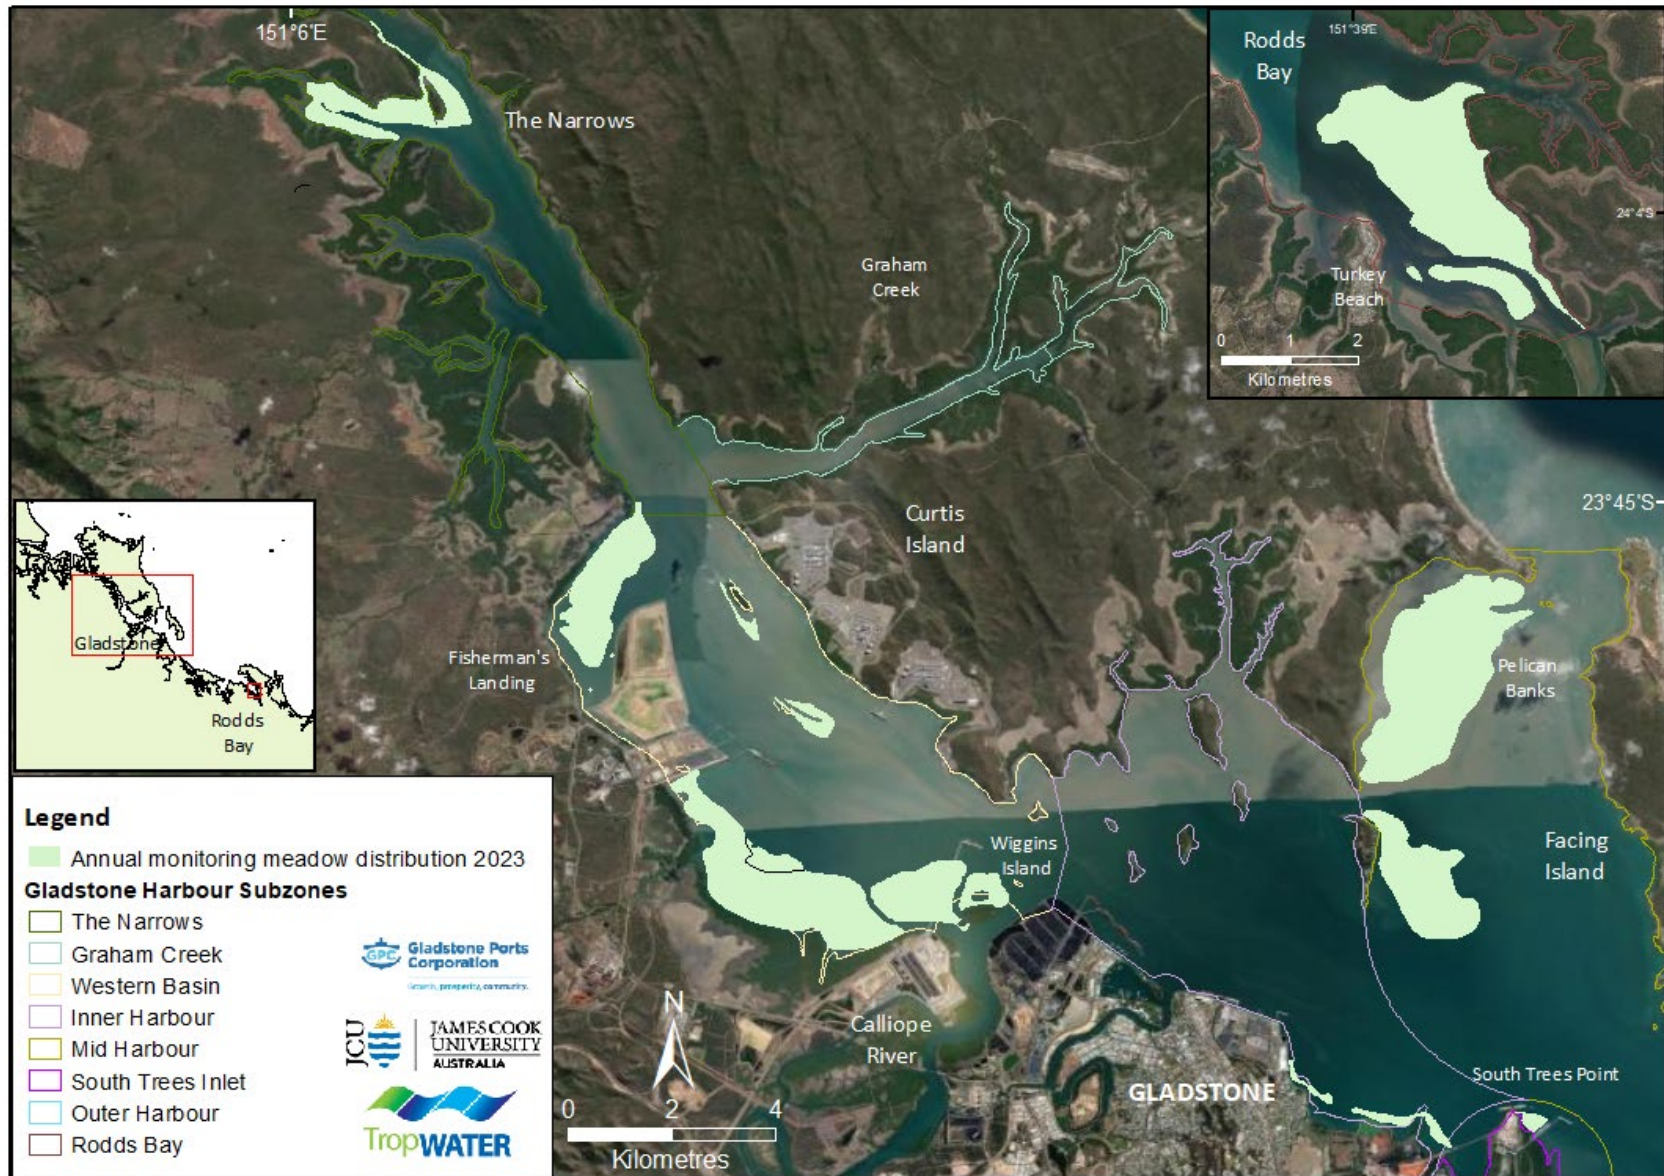 151°6'E
The Narrows
Graham
Creek
Rodds
Bay
151°39'E
24°4'S
Turkey
Beach
0 1 2
Kilometres
23°45'S
Curtis
Island
Gladstone
Rodds
Bay
Fisherman's
Landing
Pelican
Banks
Wiggins
Island
Facing
Island
Calliope
River
GLADSTONE
South Trees Point
N
0 2 4
Kilometres
Legend
Annual monitoring meadow distribution 2023
Gladstone Harbour Subzones
The Narrows
Graham Creek
Western Basin
Inner Harbour
Mid Harbour
South Trees Inlet
Outer Harbour
Rodds Bay
GPC
Gladstone Ports
Corporation
Growth, prosperity, community.
JCU
JAMES COOK
UNIVERSITY
AUSTRALIA
TropWATER